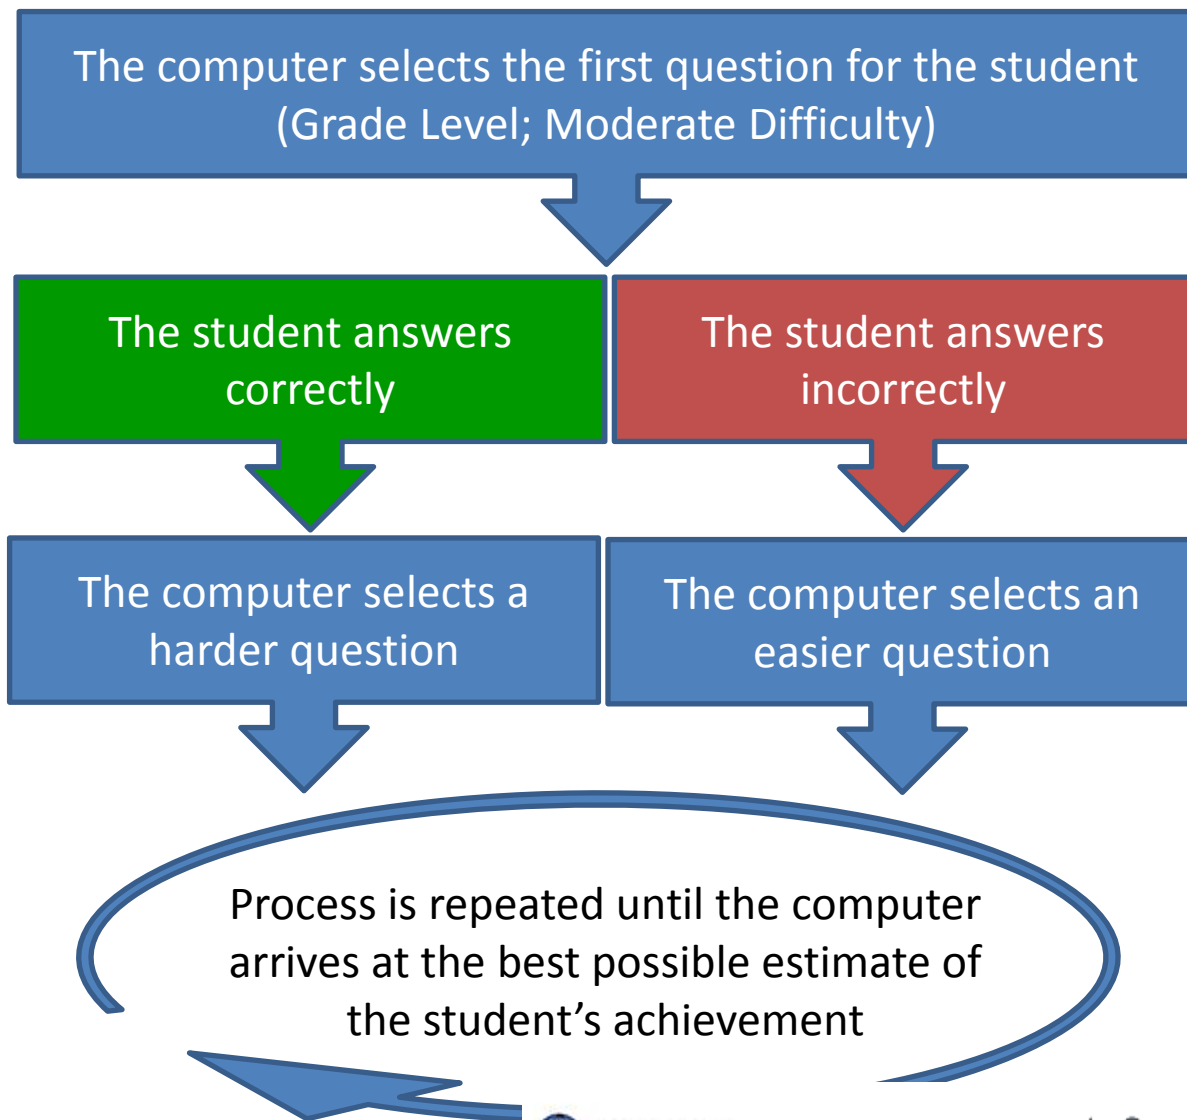 The computer selects the first question for the student
(Grade Level; Moderate Difficulty)
The student answers
correctly
The student answers
incorrectly
The computer selects a
harder question
The computer selects an
easier question
Process is repeated until the computer
arrives at the best possible estimate of
the student’s achievement